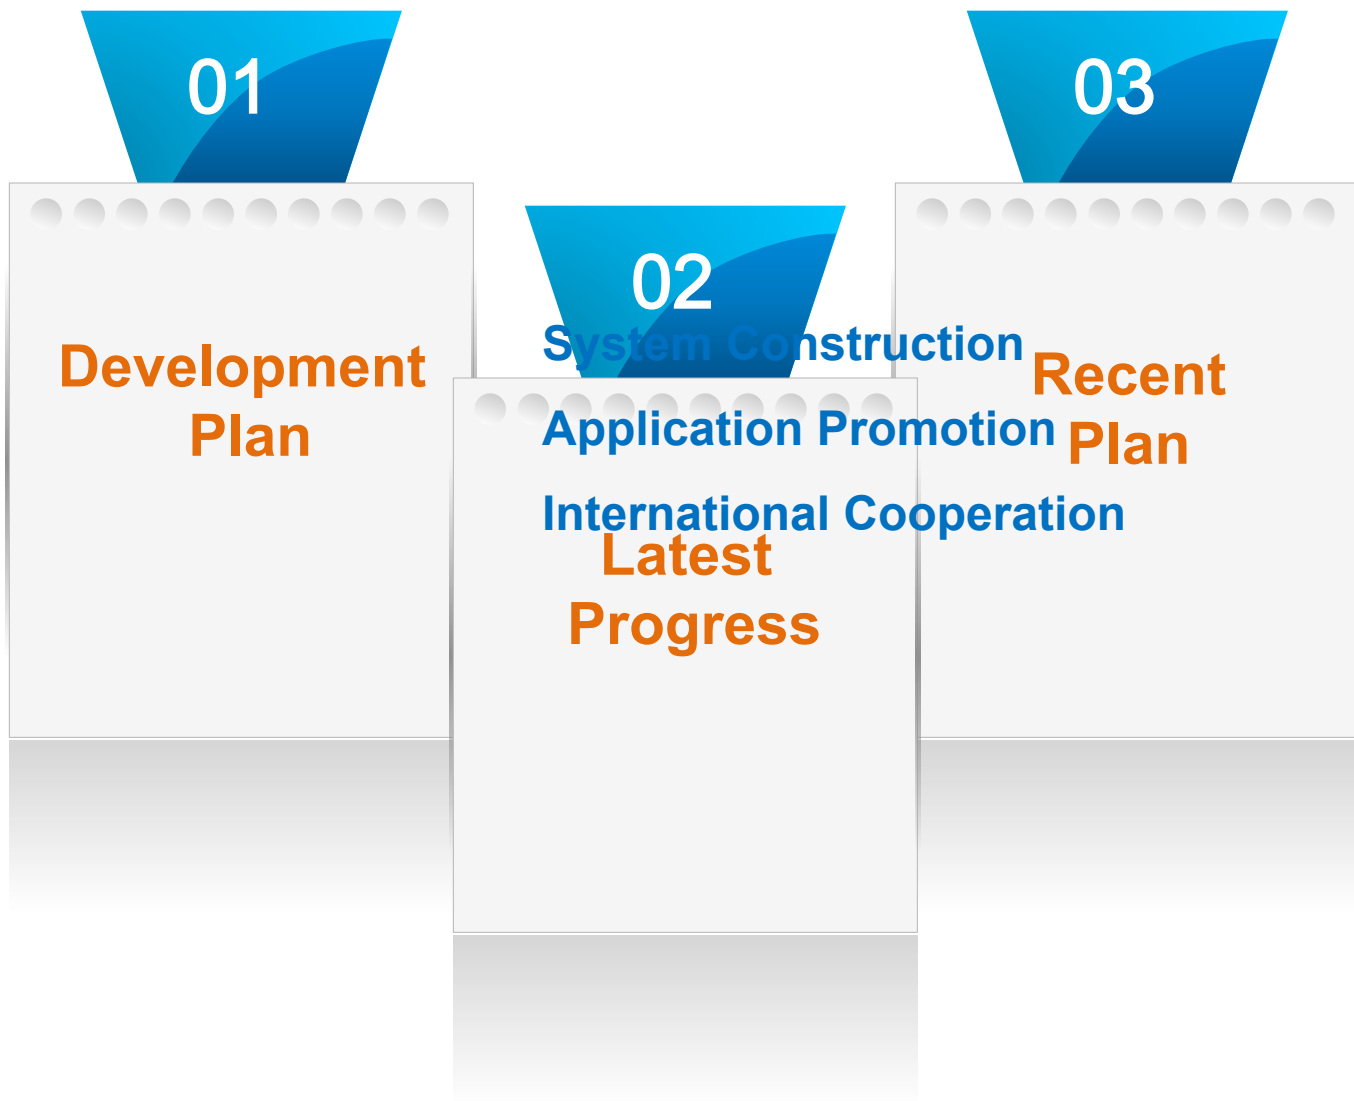 01
Development
Plan
02
System Construction
Application Promotion
International Cooperation
Latest
Progress
03
Recent
Plan